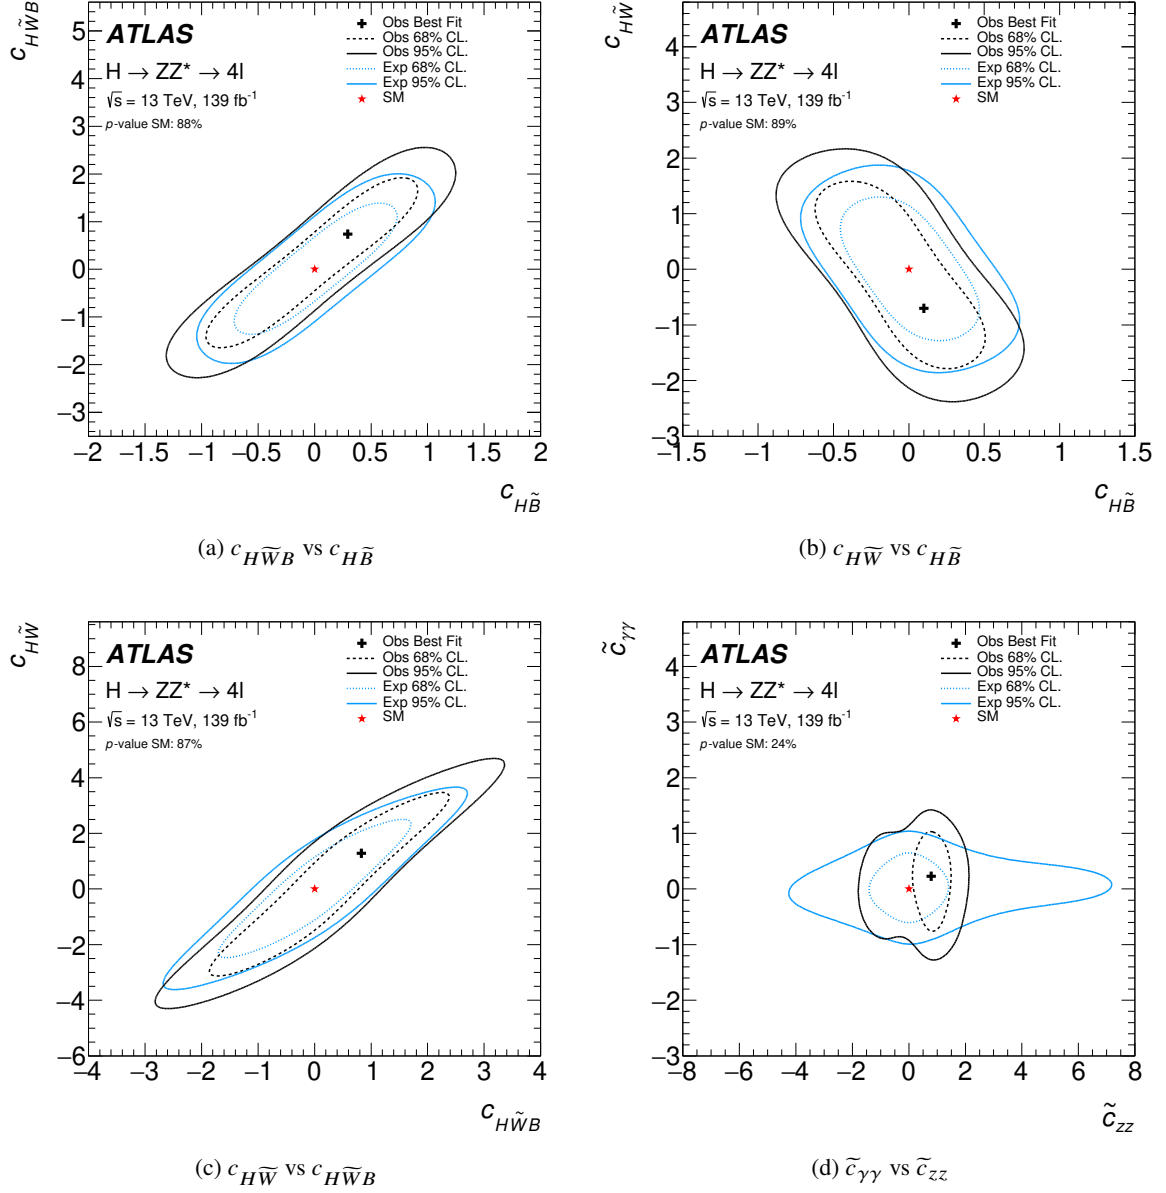 c_{HW̃B}
ATLAS
H → ZZ* → 4l
√s = 13 TeV, 139 fb⁻¹
p-value SM: 88%
Obs Best Fit
Obs 68% CL.
Obs 95% CL.
Exp 68% CL.
Exp 95% CL.
SM
5
4
3
2
1
0
−1
−2
−3
−2 −1.5 −1 −0.5 0 0.5 1 1.5 2
c_{HB̃}
(a) c_{HW̃B} vs c_{HB̃}
c_{HW̃}
ATLAS
H → ZZ* → 4l
√s = 13 TeV, 139 fb⁻¹
p-value SM: 89%
Obs Best Fit
Obs 68% CL.
Obs 95% CL.
Exp 68% CL.
Exp 95% CL.
SM
4
3
2
1
0
−1
−2
−3
−1.5 −1 −0.5 0 0.5 1 1.5
c_{HB̃}
(b) c_{HW̃} vs c_{HB̃}
c_{HW̃}
ATLAS
H → ZZ* → 4l
√s = 13 TeV, 139 fb⁻¹
p-value SM: 87%
Obs Best Fit
Obs 68% CL.
Obs 95% CL.
Exp 68% CL.
Exp 95% CL.
SM
8
6
4
2
0
−2
−4
−6
−4 −3 −2 −1 0 1 2 3 4
c_{HW̃B}
(c) c_{HW̃} vs c_{HW̃B}
c̃_{γγ}
ATLAS
H → ZZ* → 4l
√s = 13 TeV, 139 fb⁻¹
p-value SM: 24%
Obs Best Fit
Obs 68% CL.
Obs 95% CL.
Exp 68% CL.
Exp 95% CL.
SM
4
3
2
1
0
−1
−2
−3
−8 −6 −4 −2 0 2 4 6 8
c̃_{zz}
(d) c̃_{γγ} vs c̃_{zz}